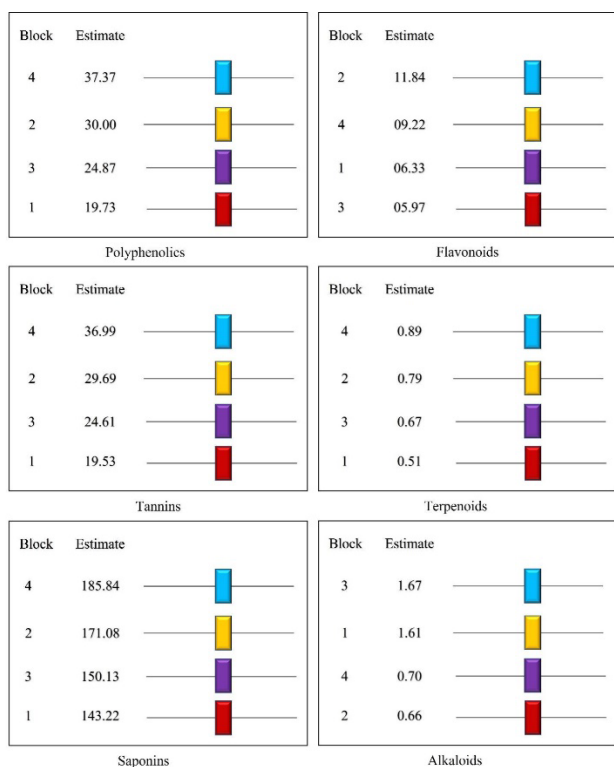 Block Estimate
4 37.37
2 30.00
3 24.87
1 19.73
Polyphenolics
Block Estimate
2 11.84
4 09.22
1 06.33
3 05.97
Flavonoids
Block Estimate
4 36.99
2 29.69
3 24.61
1 19.53
Tannins
Block Estimate
4 0.89
2 0.79
3 0.67
1 0.51
Terpenoids
Block Estimate
4 185.84
2 171.08
3 150.13
1 143.22
Saponins
Block Estimate
3 1.67
1 1.61
4 0.70
2 0.66
Alkaloids